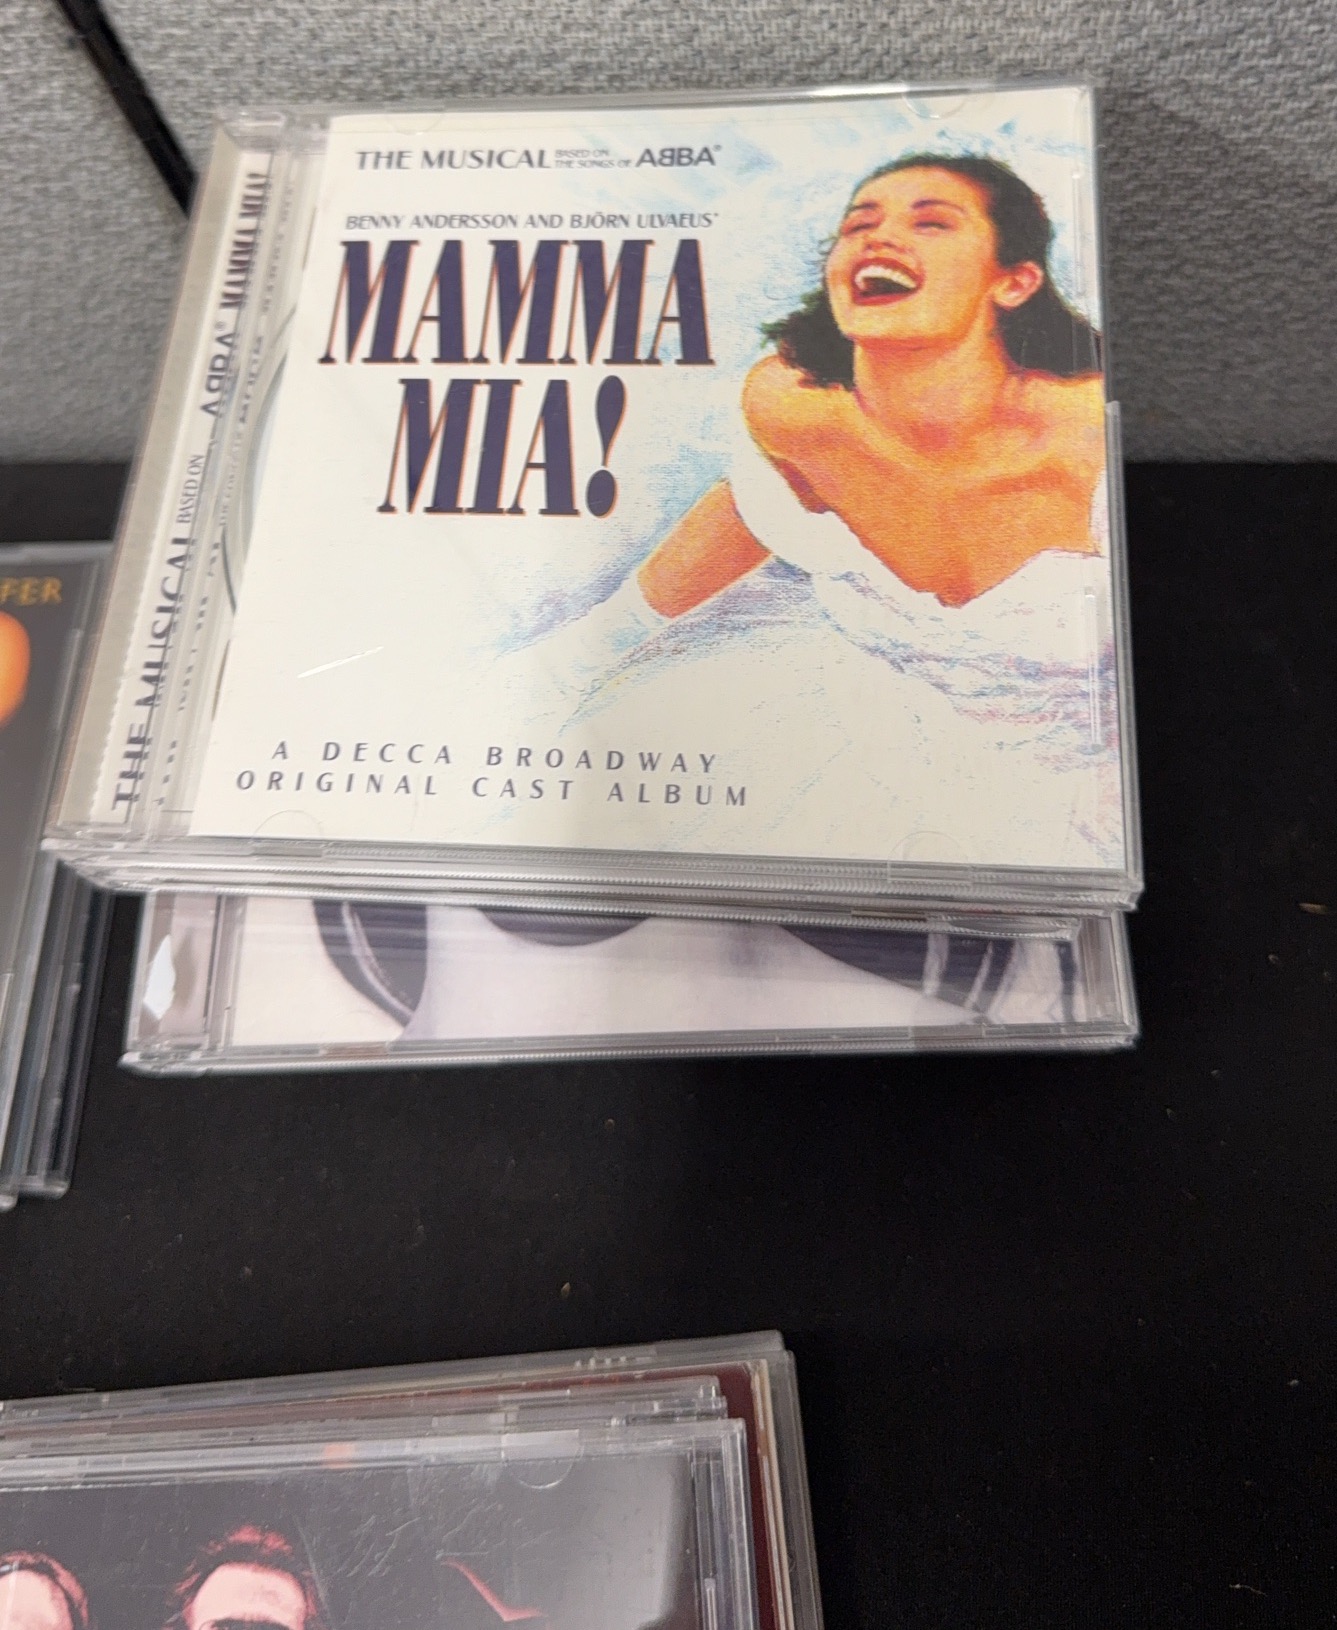 THE MUSICAL BASED ON THE SONGS OF ABBA®
BENNY ANDERSSON AND BJÖRN ULVAEUS'
MAMMA
MIA!
A DECCA BROADWAY
ORIGINAL CAST ALBUM
THE MUSICAL BASED ON ABBA® MAMMA MIA!
FER